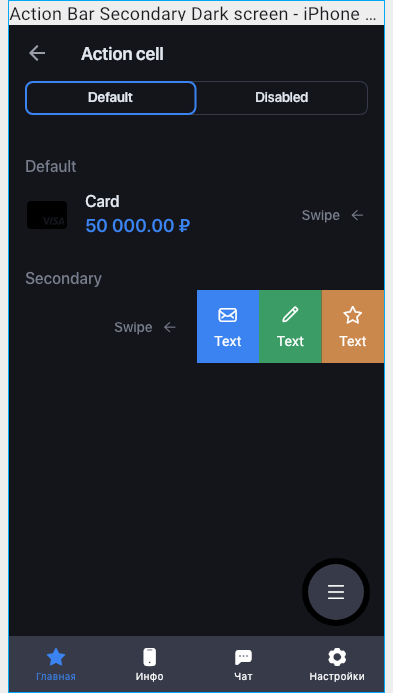 Action Bar Secondary Dark screen - iPhone ...
Action cell
Default Disabled
Default
Card
VISA
50 000.00 ₽
Swipe
Secondary
Swipe
Text Text Text
Главная Инфо Чат Настройки